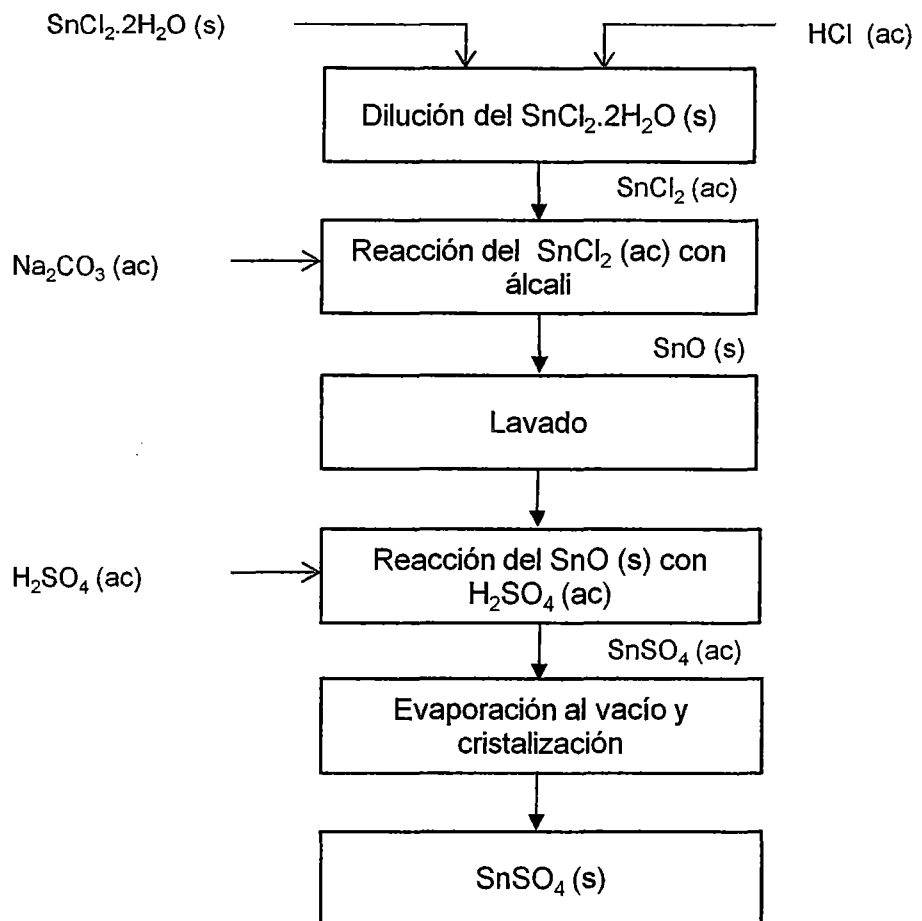 SnCl₂.2H₂O (s)
HCl (ac)
Dilución del SnCl₂.2H₂O (s)
SnCl₂ (ac)
Na₂CO₃ (ac)
Reacción del SnCl₂ (ac) con
álcali
SnO (s)
Lavado
H₂SO₄ (ac)
Reacción del SnO (s) con
H₂SO₄ (ac)
SnSO₄ (ac)
Evaporación al vacío y
cristalización
SnSO₄ (s)